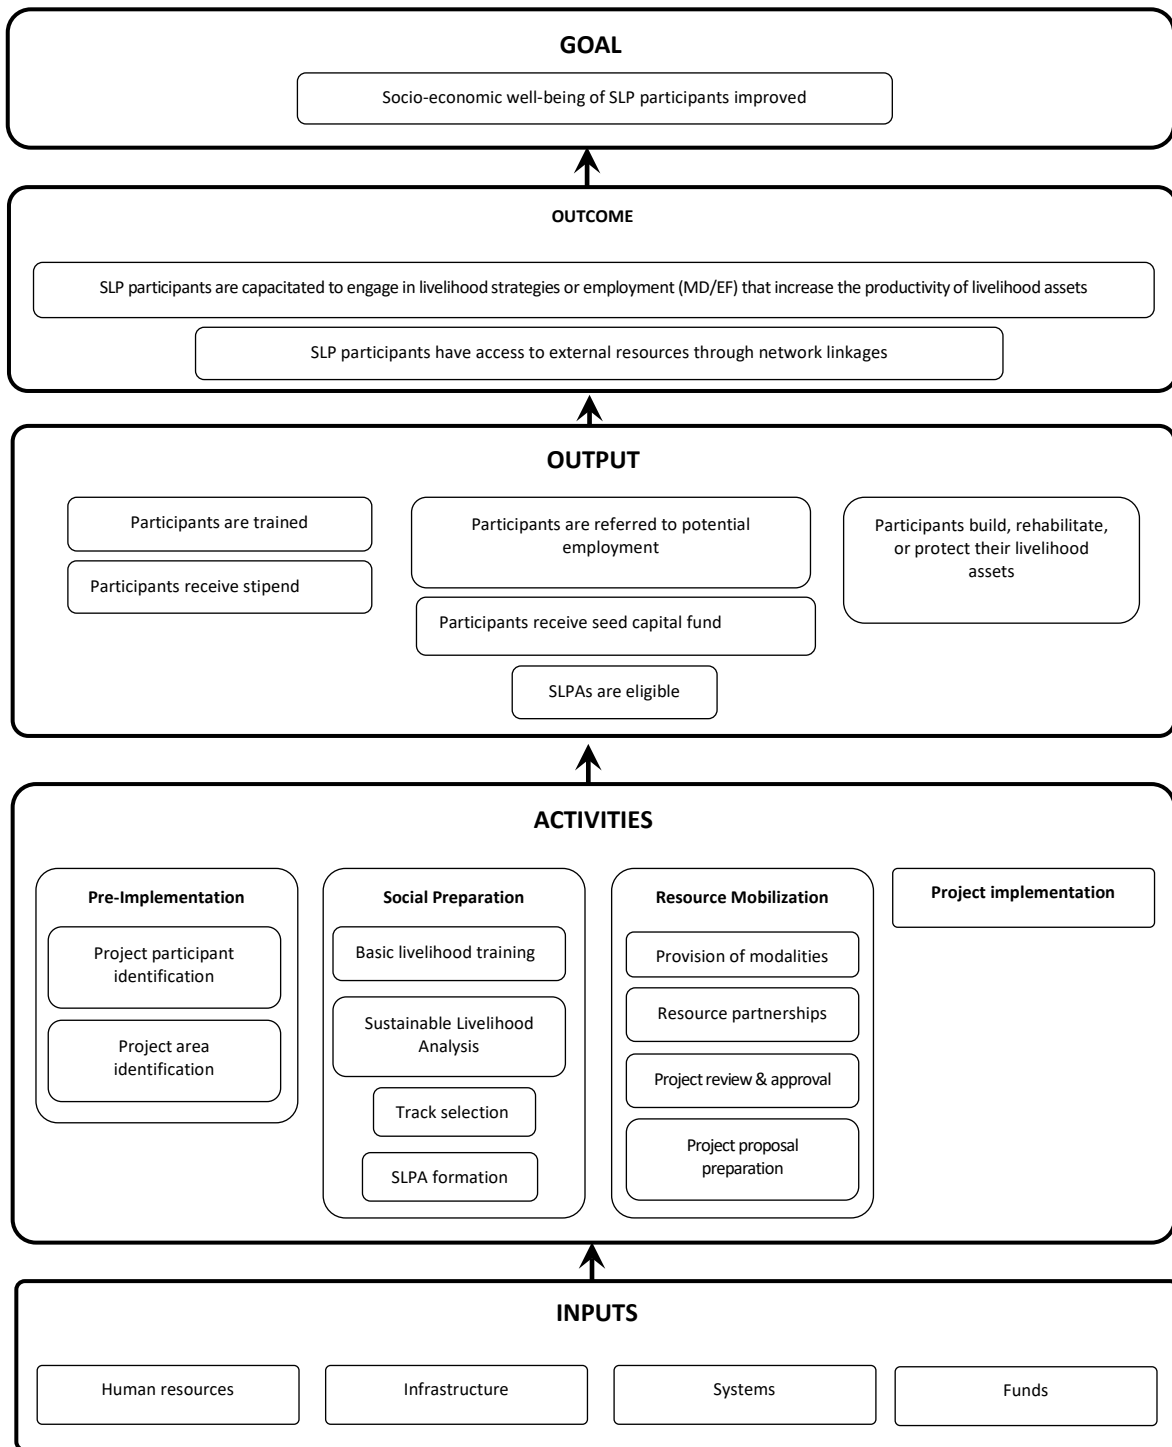 GOAL
Socio-economic well-being of SLP participants improved
OUTCOME
SLP participants are capacitated to engage in livelihood strategies or employment (MD/EF) that increase the productivity of livelihood assets
SLP participants have access to external resources through network linkages
OUTPUT
Participants are trained
Participants receive stipend
Participants are referred to potential
employment
Participants receive seed capital fund
SLPAs are eligible
Participants build, rehabilitate,
or protect their livelihood
assets
ACTIVITIES
Pre-Implementation
Project participant
identification
Project area
identification
Social Preparation
Basic livelihood training
Sustainable Livelihood
Analysis
Track selection
SLPA formation
Resource Mobilization
Provision of modalities
Resource partnerships
Project review & approval
Project proposal
preparation
Project implementation
INPUTS
Human resources
Infrastructure
Systems
Funds